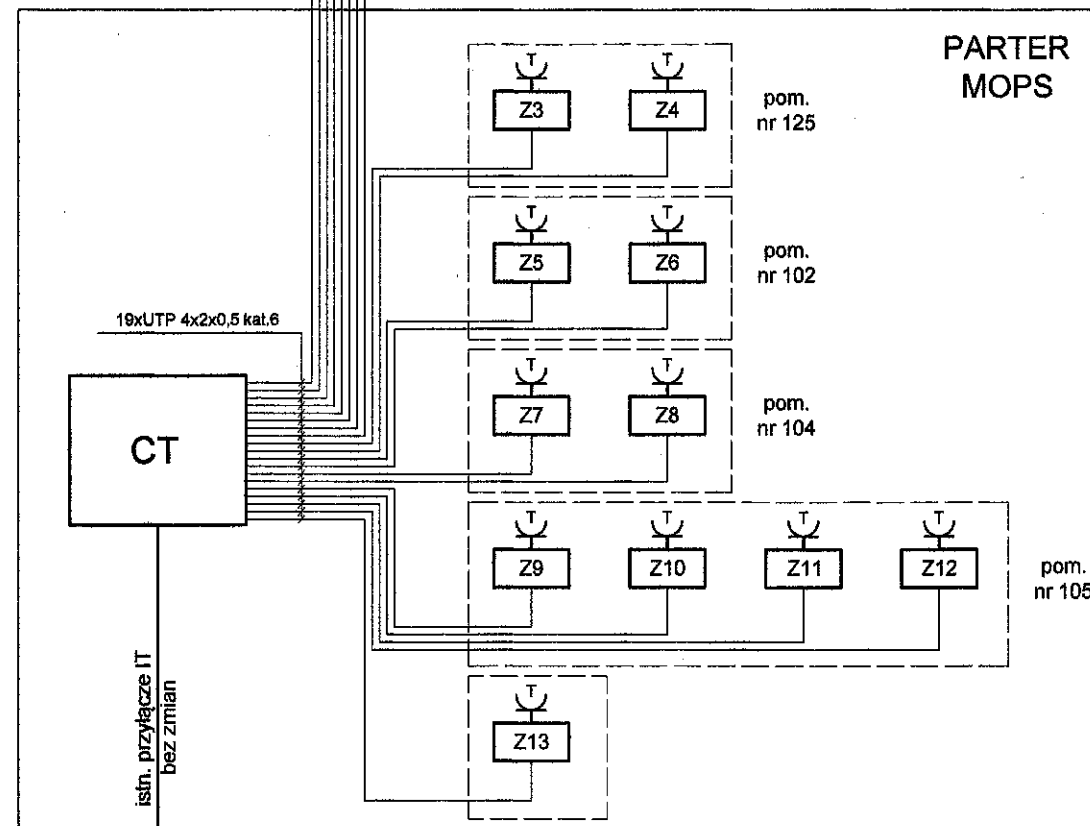 PARTER
MOPS
T T
Z3 Z4
pom.
nr 125
T T
Z5 Z6
pom.
nr 102
19xUTP 4x2x0,5 kat.6
T T
Z7 Z8
pom.
nr 104
CT
T T T T
Z9 Z10 Z11 Z12
pom.
nr 105
istn. przyłącze IT
bez zmian
T
Z13